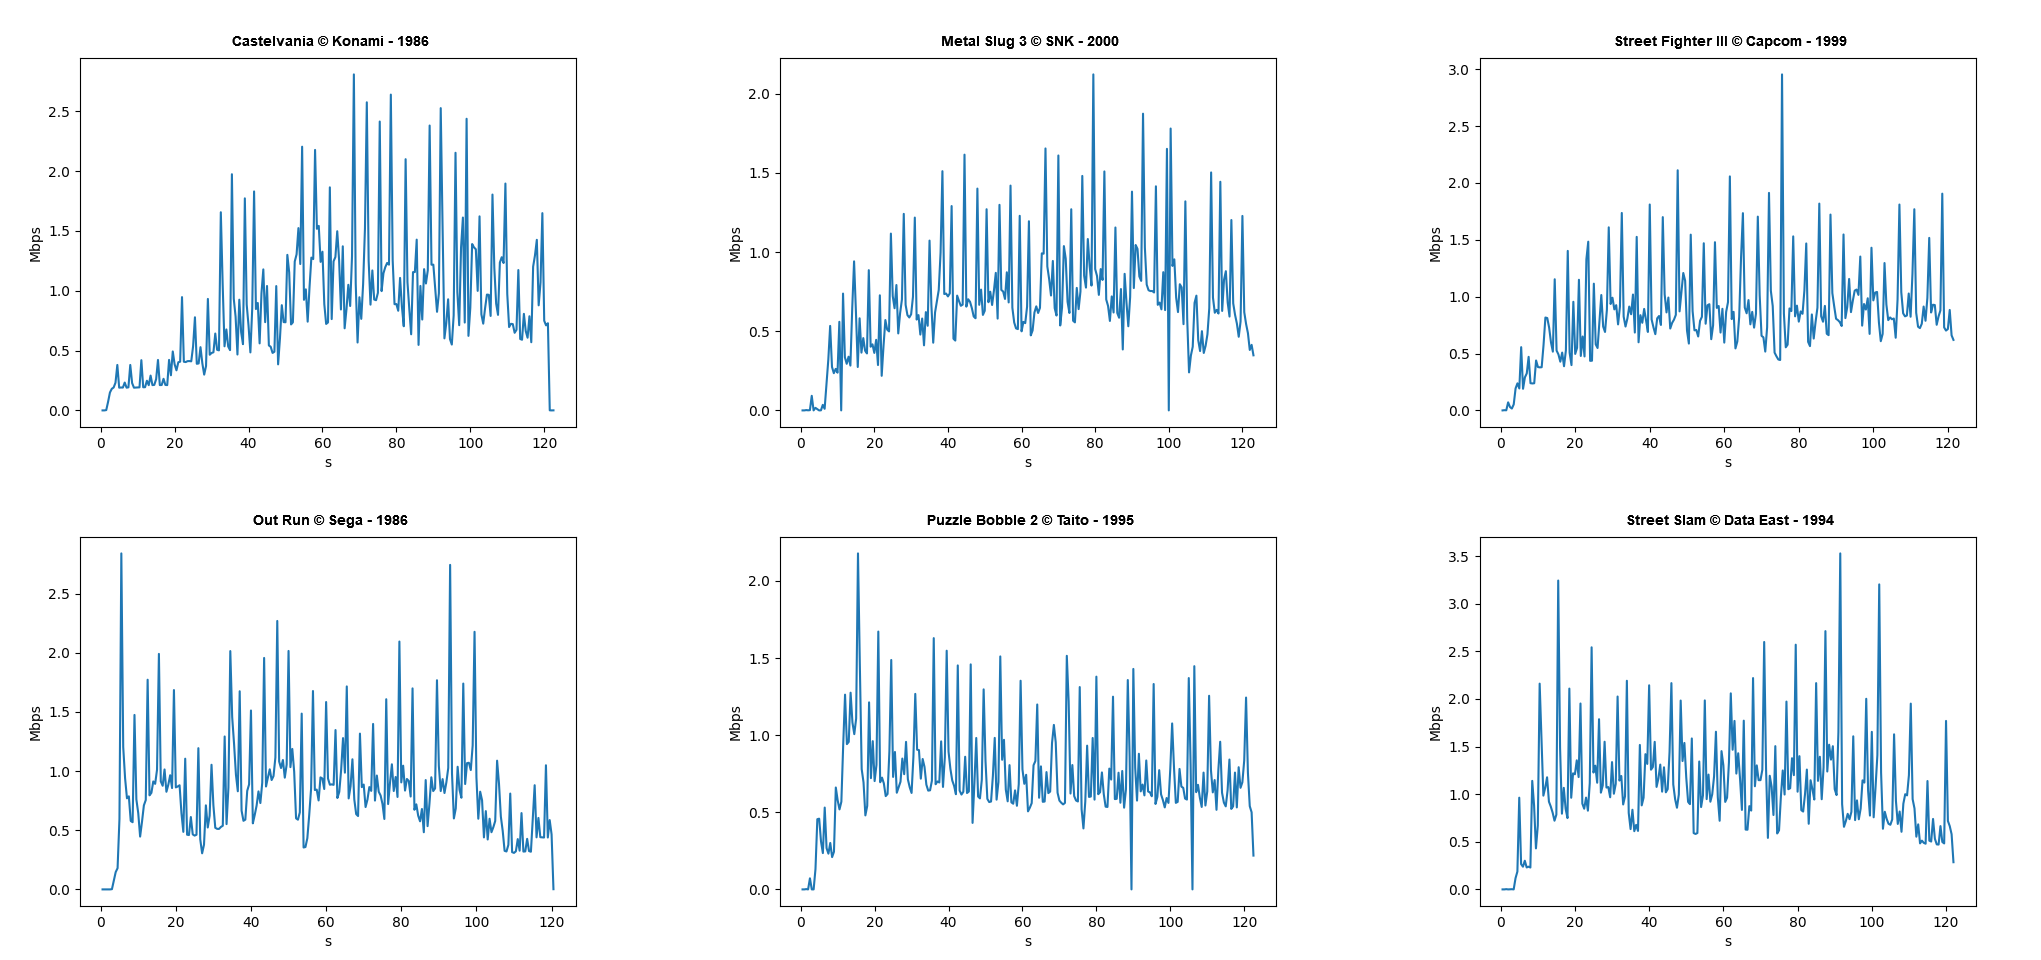 Castelvania © Konami - 1986
Mbps
2.5
2.0
1.5
1.0
0.5
0.0
0 20 40 60 80 100 120
s
Metal Slug 3 © SNK - 2000
Mbps
2.0
1.5
1.0
0.5
0.0
0 20 40 60 80 100 120
s
Street Fighter III © Capcom - 1999
Mbps
3.0
2.5
2.0
1.5
1.0
0.5
0.0
0 20 40 60 80 100 120
s
Out Run © Sega - 1986
Mbps
2.5
2.0
1.5
1.0
0.5
0.0
0 20 40 60 80 100 120
s
Puzzle Bobble 2 © Taito - 1995
Mbps
2.0
1.5
1.0
0.5
0.0
0 20 40 60 80 100 120
s
Street Slam © Data East - 1994
Mbps
3.5
3.0
2.5
2.0
1.5
1.0
0.5
0.0
0 20 40 60 80 100 120
s